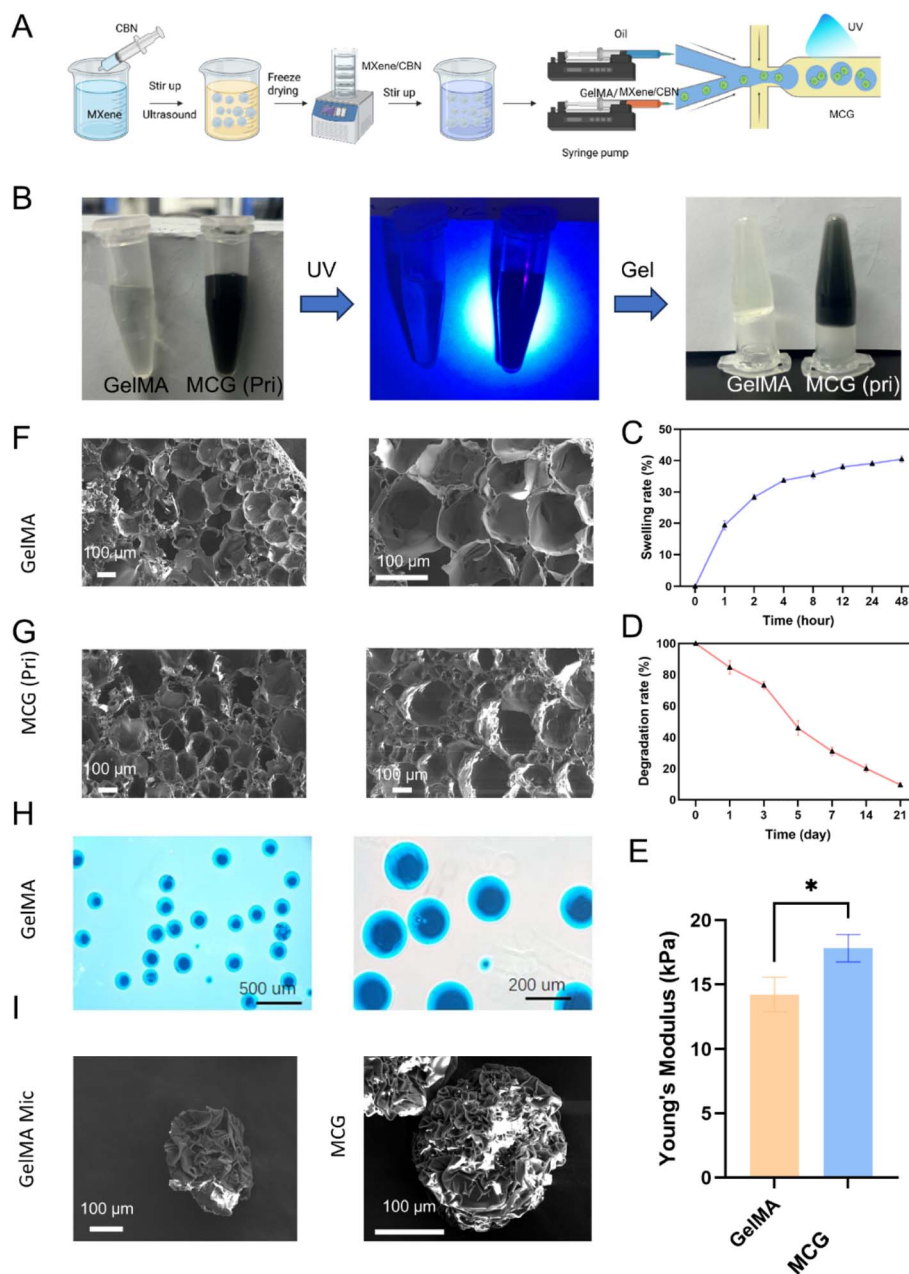 A
CBN
MXene
Stir up
Ultrasound
Freeze
drying
MXene/CBN
Stir up
Oil
GelMA/
MXene/CBN
Syringe pump
UV
MCG
B
GelMA
MCG (Pri)
UV
Gel
GelMA
MCG (pri)
F
GelMA
100 µm
100 µm
C
Swelling rate (%)
50
40
30
20
10
0
0 1 2 4 8 12 24 48
Time (hour)
G
MCG (Pri)
100 µm
100 µm
D
Degradation rate (%)
100
80
60
40
20
0
0 1 3 5 7 14 21
Time (day)
H
GelMA
500 um
200 um
I
GelMA Mic
100 µm
MCG
100 µm
E
Young's Modulus (kPa)
20
15
10
5
0
*
GelMA
MCG